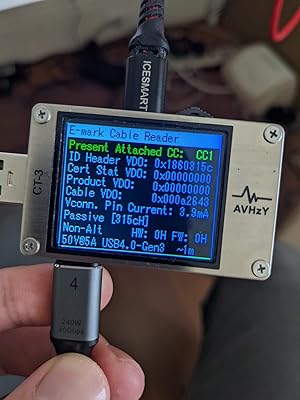 ICESMART
E-mark Cable Reader
Present Attached CC: CC1
ID Header VDO: 0x1860315c
Cert Stat VDO: 0x00000000
Product VDO: 0x00000000
Cable VDO: 0x000a2643
Vconn. Pin Current: 3.9mA
Passive [315cH]
Non-Alt HW: 0H FW: 0H
50V05A USB4.0-Gen3 ~1m
CT-3
AVHzY
4
240W
40Gbps